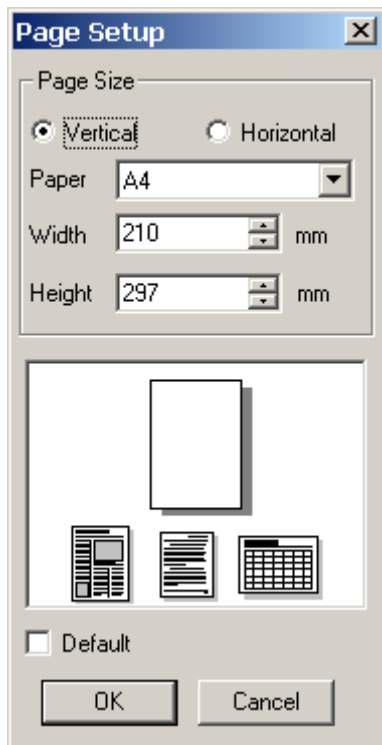 Page Setup
Page Size
Vertical Horizontal
Paper A4
Width 210 mm
Height 297 mm
Default
OK Cancel